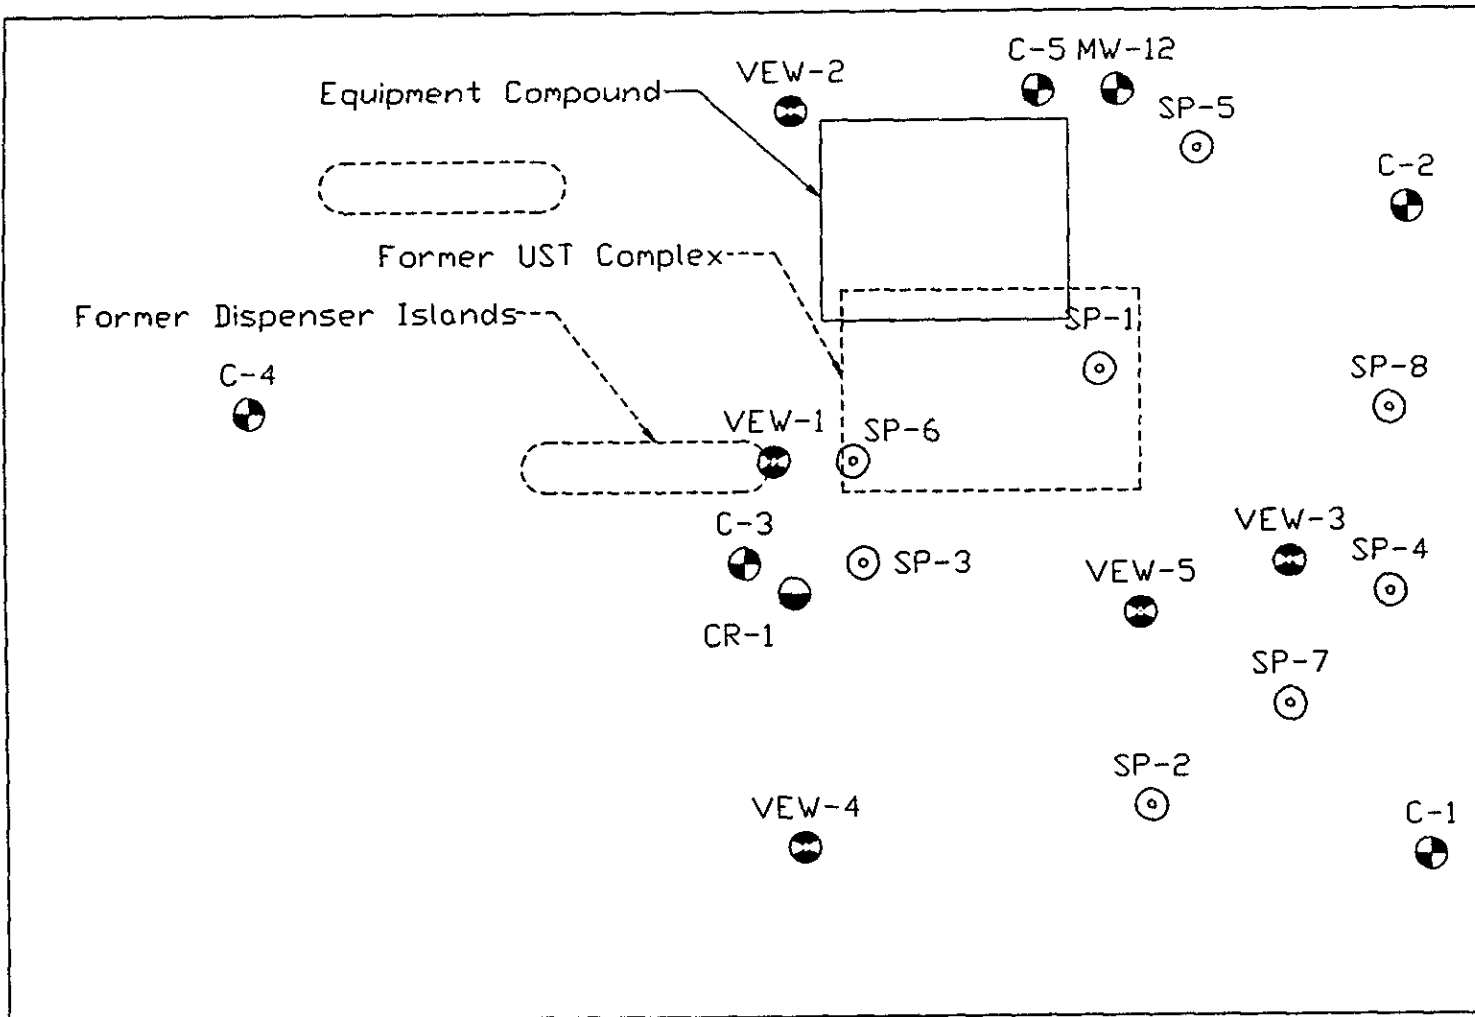 C-5 MW-12
VEW-2
Equipment Compound
SP-5
C-2
Former UST Complex
Former Dispenser Islands
SP-1
C-4
SP-8
VEW-1
SP-6
C-3
VEW-3
SP-4
SP-3
VEW-5
CR-1
SP-7
SP-2
VEW-4
C-1